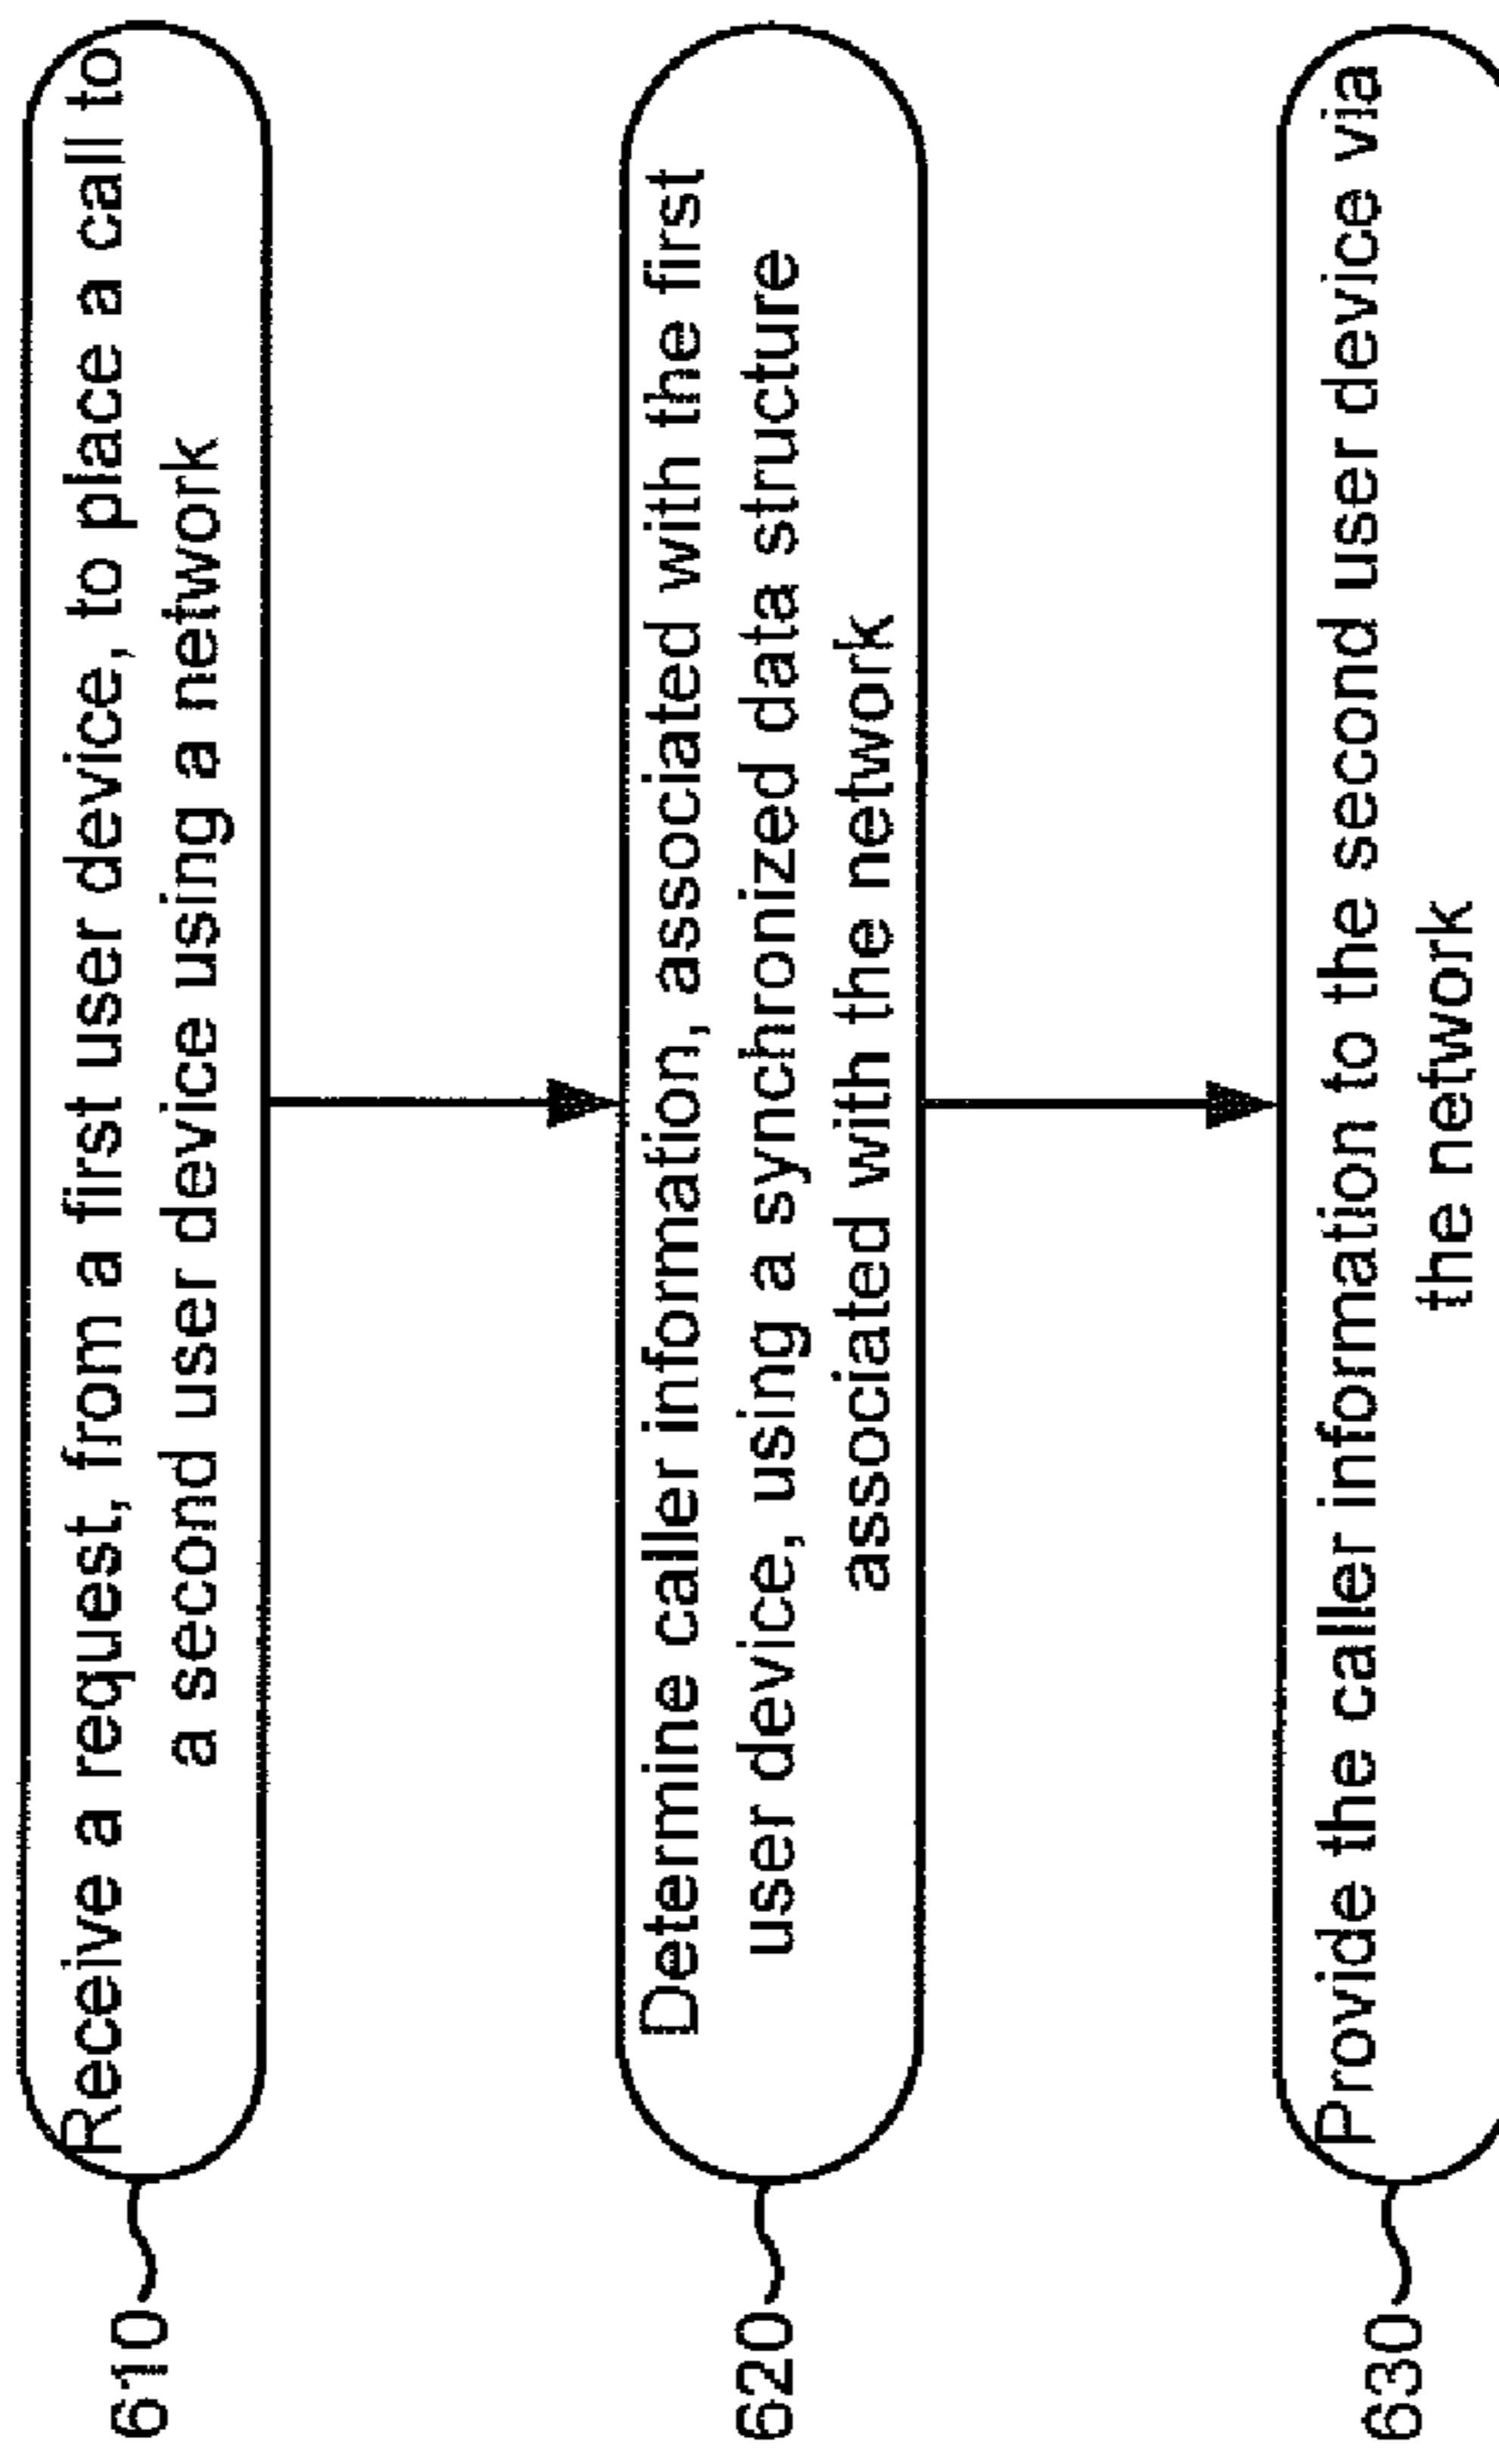 610
Receive a request, from a first user device, to place a call to
a second user device using a network
620
Determine caller information, associated with the first
user device, using a synchronized data structure
associated with the network
630
Provide the caller information to the second user device via
the network